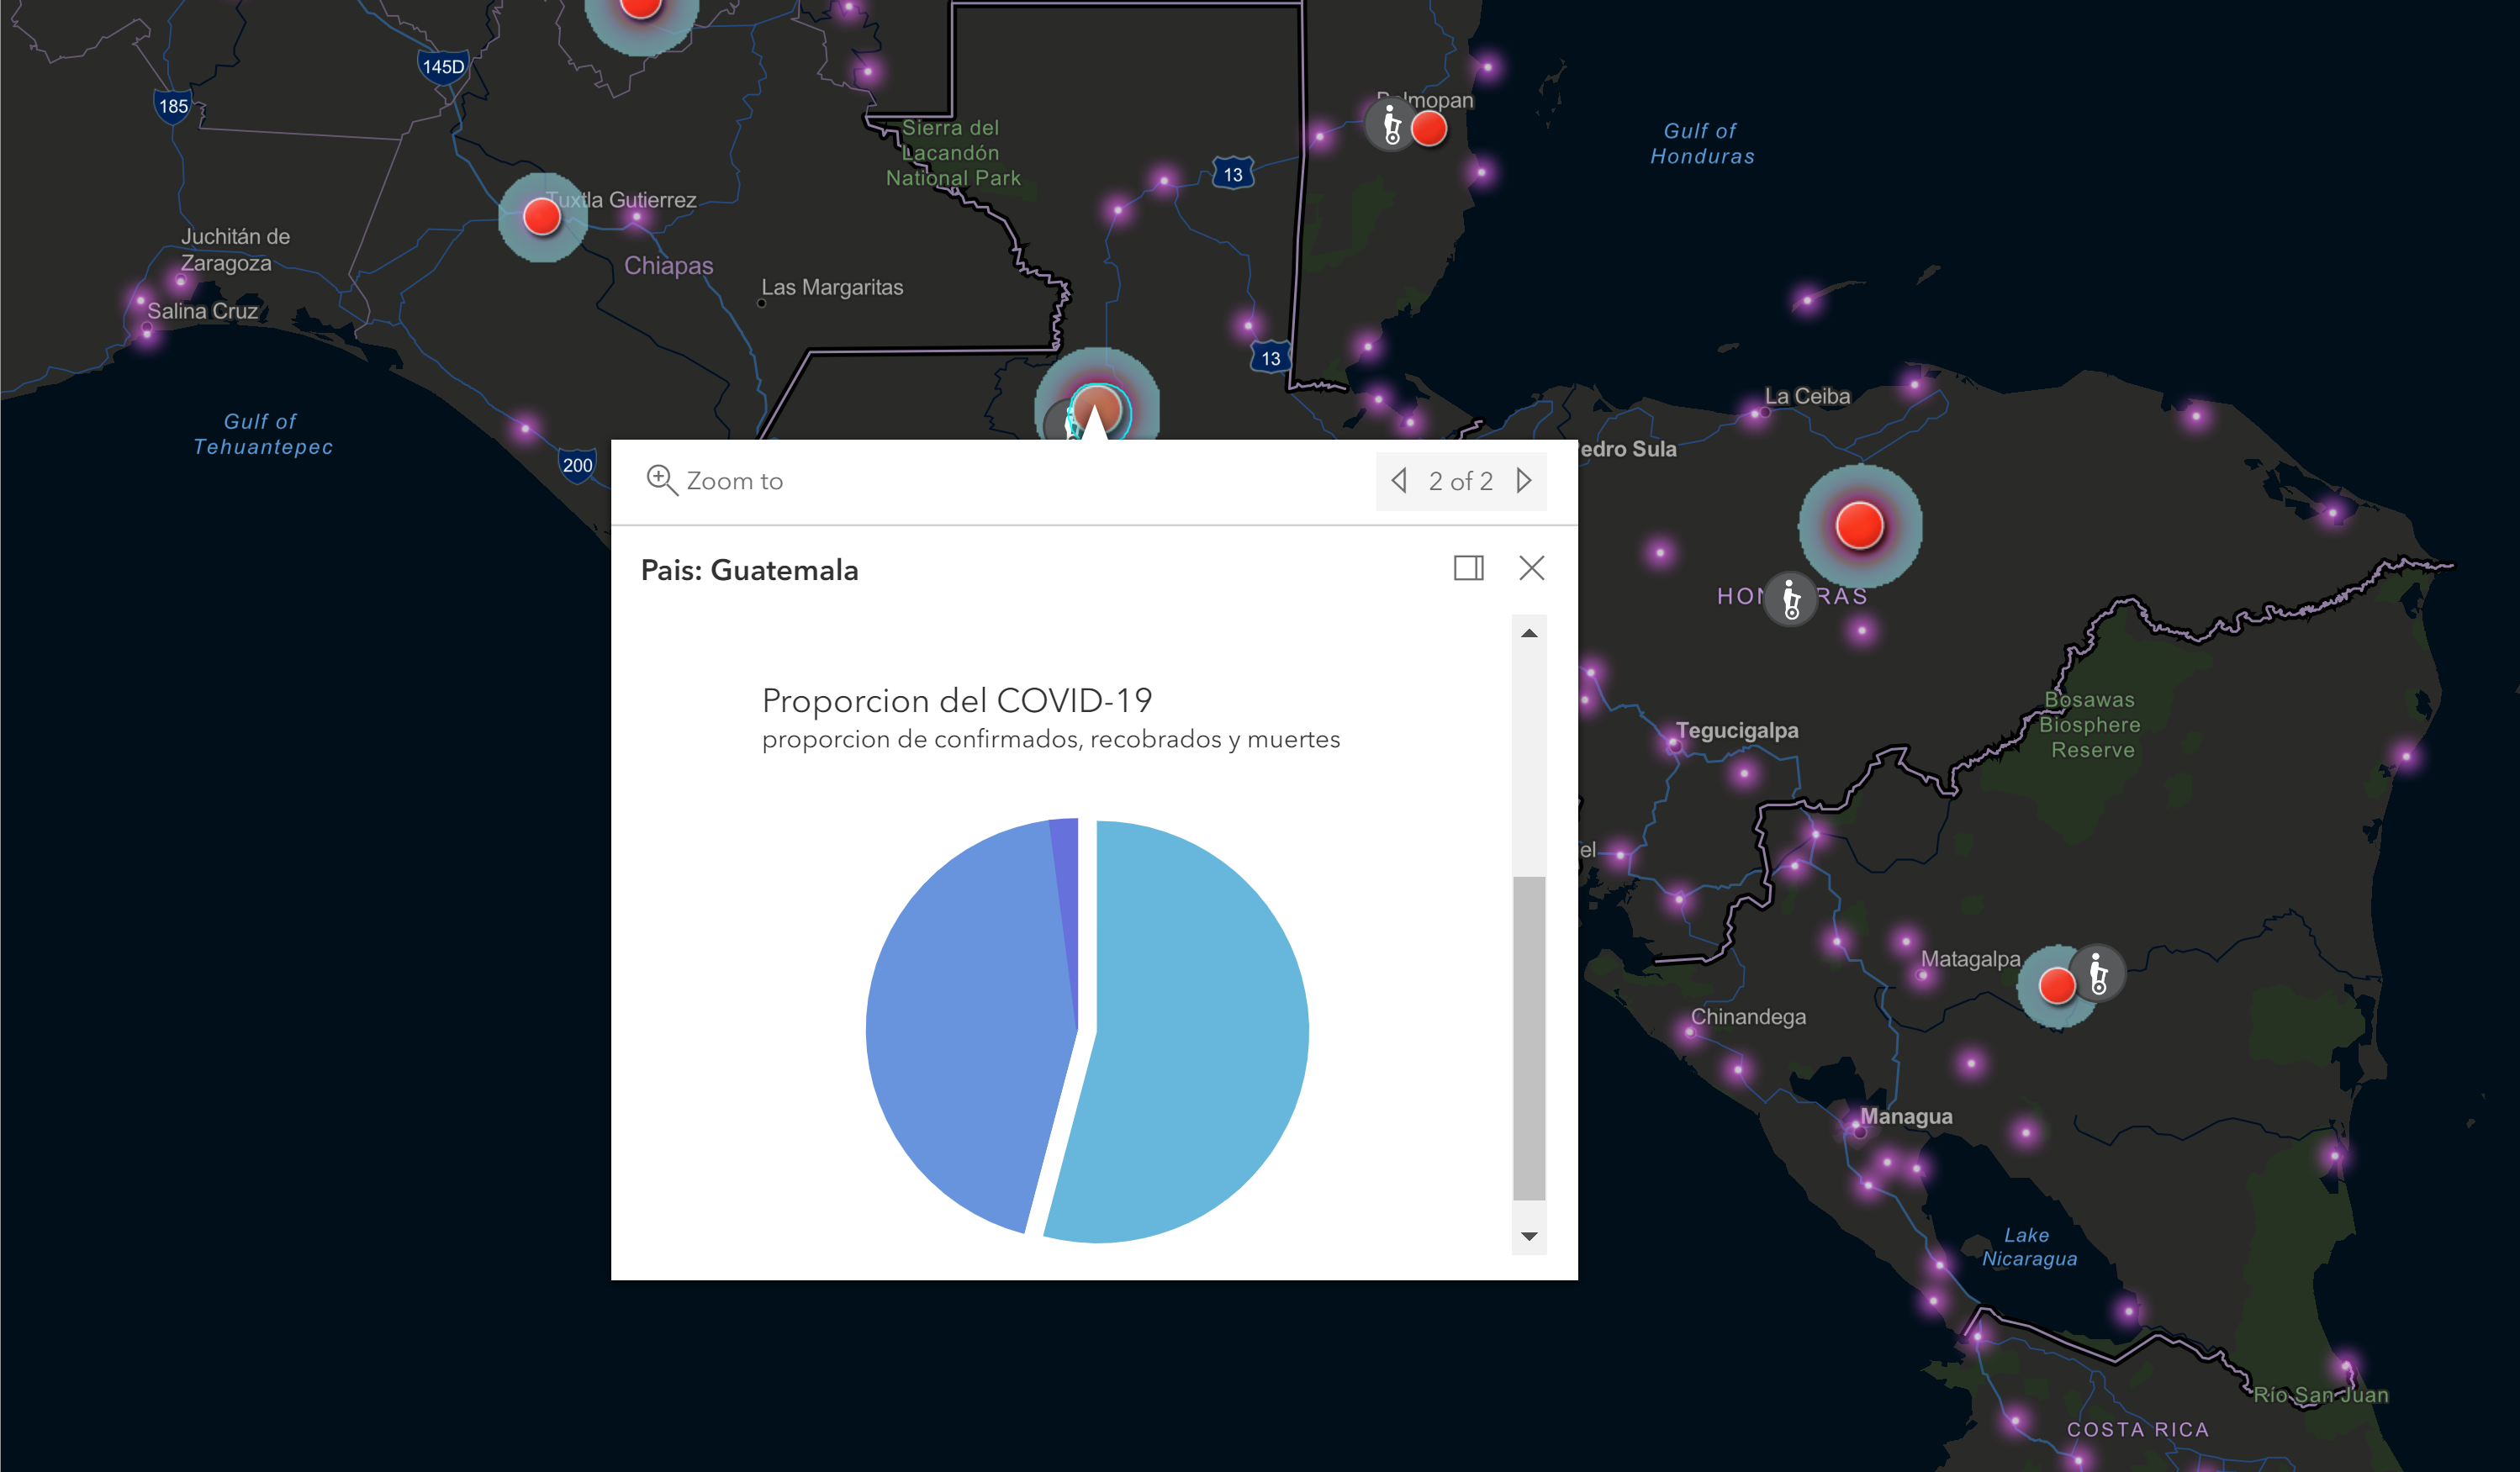 145D
185
Sierra del
Lacandón
National Park
13
Gulf of
Honduras
Tuxtla Gutierrez
Juchitán de
Zaragoza
Chiapas
Las Margaritas
Salina Cruz
13
La Ceiba
Gulf of
Tehuantepec
200
edro Sula
Zoom to
2 of 2
Pais: Guatemala
Proporcion del COVID-19
proporcion de confirmados, recobrados y muertes
Tegucigalpa
Bosawas
Biosphere
Reserve
el
Matagalpa
Chinandega
Managua
Lake
Nicaragua
Río San Juan
COSTA RICA